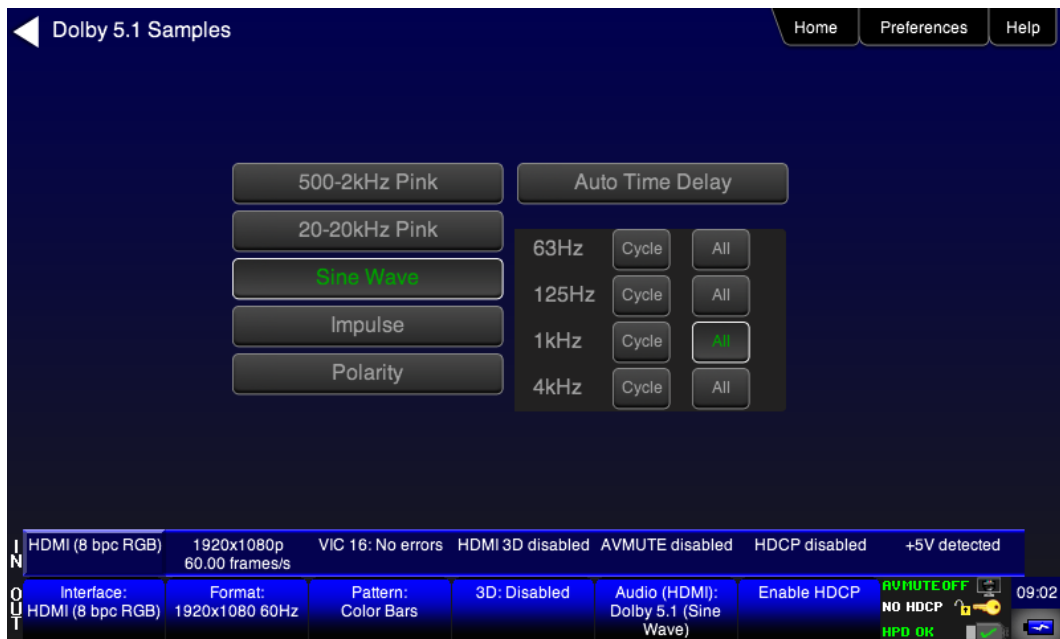 Dolby 5.1 Samples
Home
Preferences
Help
500-2kHz Pink
Auto Time Delay
20-20kHz Pink
Sine Wave
Impulse
Polarity
63Hz Cycle All
125Hz Cycle All
1kHz Cycle All
4kHz Cycle All
IN
HDMI (8 bpc RGB)
1920x1080p
60.00 frames/s
VIC 16: No errors
HDMI 3D disabled
AVMUTE disabled
HDCP disabled
+5V detected
OUT
Interface:
HDMI (8 bpc RGB)
Format:
1920x1080 60Hz
Pattern:
Color Bars
3D: Disabled
Audio (HDMI):
Dolby 5.1 (Sine
Wave)
Enable HDCP
AVMUTEOFF
NO HDCP
HPD OK
09:02